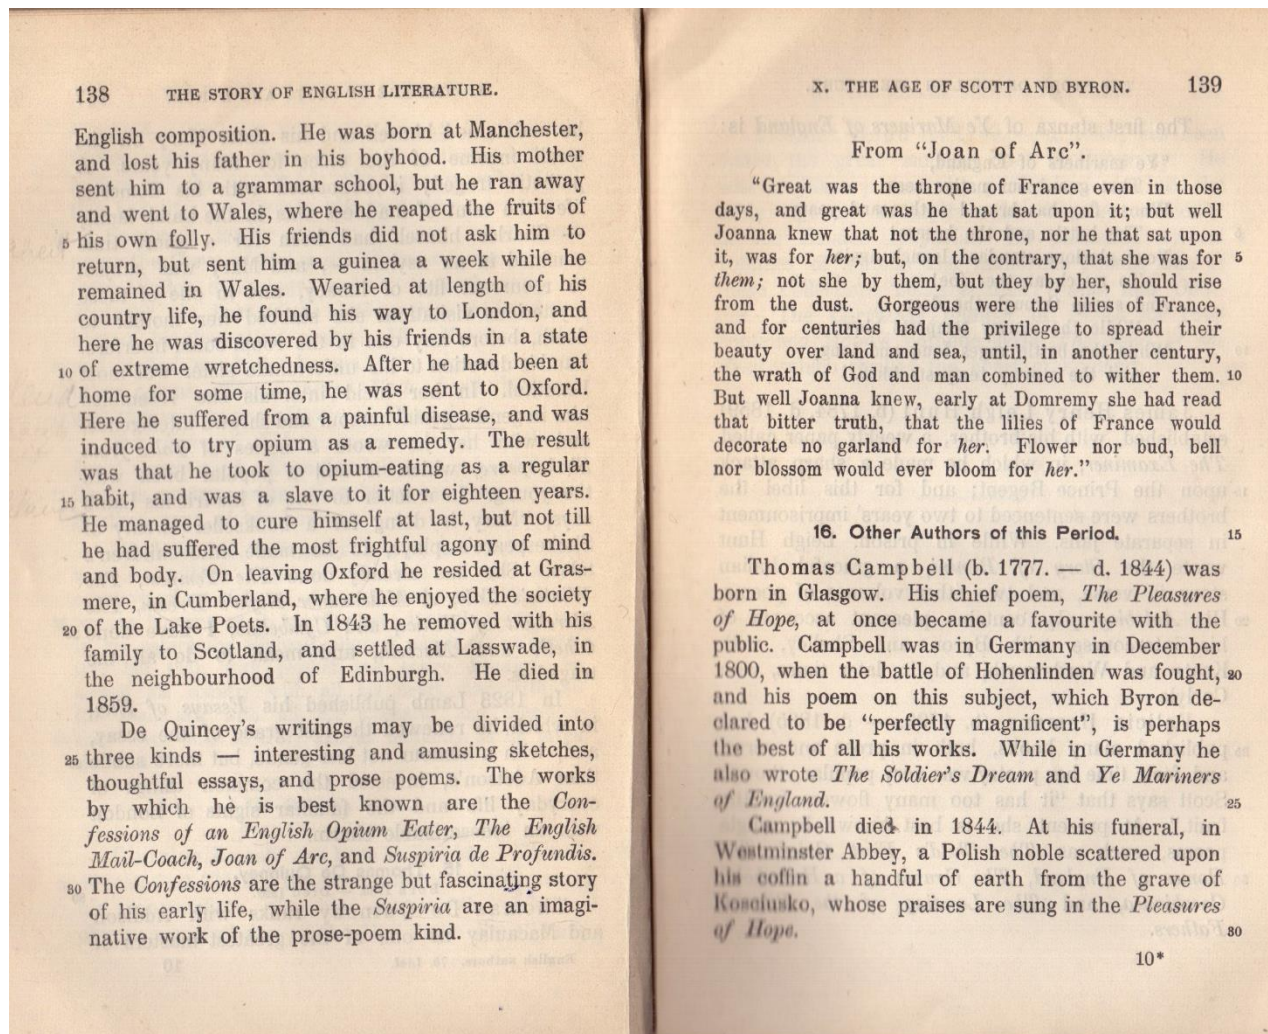 138 THE STORY OF ENGLISH LITERATURE.
English composition. He was born at Manchester,
and lost his father in his boyhood. His mother
sent him to a grammar school, but he ran away
and went to Wales, where he reaped the fruits of
5 his own folly. His friends did not ask him to
return, but sent him a guinea a week while he
remained in Wales. Wearied at length of his
country life, he found his way to London, and
here he was discovered by his friends in a state
10 of extreme wretchedness. After he had been at
home for some time, he was sent to Oxford.
Here he suffered from a painful disease, and was
induced to try opium as a remedy. The result
was that he took to opium-eating as a regular
15 habit, and was a slave to it for eighteen years.
He managed to cure himself at last, but not till
he had suffered the most frightful agony of mind
and body. On leaving Oxford he resided at Gras-
mere, in Cumberland, where he enjoyed the society
20 of the Lake Poets. In 1843 he removed with his
family to Scotland, and settled at Lasswade, in
the neighbourhood of Edinburgh. He died in
1859.
De Quincey's writings may be divided into
25 three kinds — interesting and amusing sketches,
thoughtful essays, and prose poems. The works
by which he is best known are the Con-
fessions of an English Opium Eater, The English
Mail-Coach, Joan of Arc, and Suspiria de Profundis.
30 The Confessions are the strange but fascinating story
of his early life, while the Suspiria are an imagi-
native work of the prose-poem kind.
X. THE AGE OF SCOTT AND BYRON. 139
From "Joan of Arc".
"Great was the throne of France even in those
days, and great was he that sat upon it; but well
Joanna knew that not the throne, nor he that sat upon
it, was for her; but, on the contrary, that she was for 5
them; not she by them, but they by her, should rise
from the dust. Gorgeous were the lilies of France,
and for centuries had the privilege to spread their
beauty over land and sea, until, in another century,
the wrath of God and man combined to wither them. 10
But well Joanna knew, early at Domremy she had read
that bitter truth, that the lilies of France would
decorate no garland for her. Flower nor bud, bell
nor blossom would ever bloom for her."
16. Other Authors of this Period. 15
Thomas Campbell (b. 1777. — d. 1844) was
born in Glasgow. His chief poem, The Pleasures
of Hope, at once became a favourite with the
public. Campbell was in Germany in December
1800, when the battle of Hohenlinden was fought, 20
and his poem on this subject, which Byron de-
clared to be "perfectly magnificent", is perhaps
the best of all his works. While in Germany he
also wrote The Soldier's Dream and Ye Mariners
of England. 25
Campbell died in 1844. At his funeral, in
Westminster Abbey, a Polish noble scattered upon
his coffin a handful of earth from the grave of
Kosciusko, whose praises are sung in the Pleasures
of Hope. 30
10*